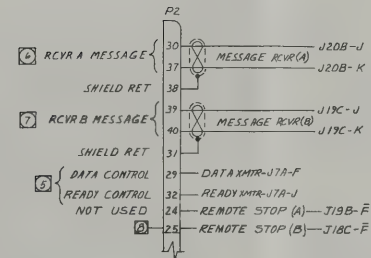 P2
6 RCVR A MESSAGE 30 MESSAGE RCVR(A) J20B-J
37 J20B-K
SHIELD RET 38
7 RCVR B MESSAGE 39 MESSAGE RCVR(B) J19C-J
40 J19C-K
SHIELD RET 31
5 DATA CONTROL 29 DATA XMTR-J7A-F
READY CONTROL 32 READY XMTR-J7A-J
NOT USED 24 REMOTE STOP (A) J19B-F̅
B 25 REMOTE STOP (B) J18C-F̅